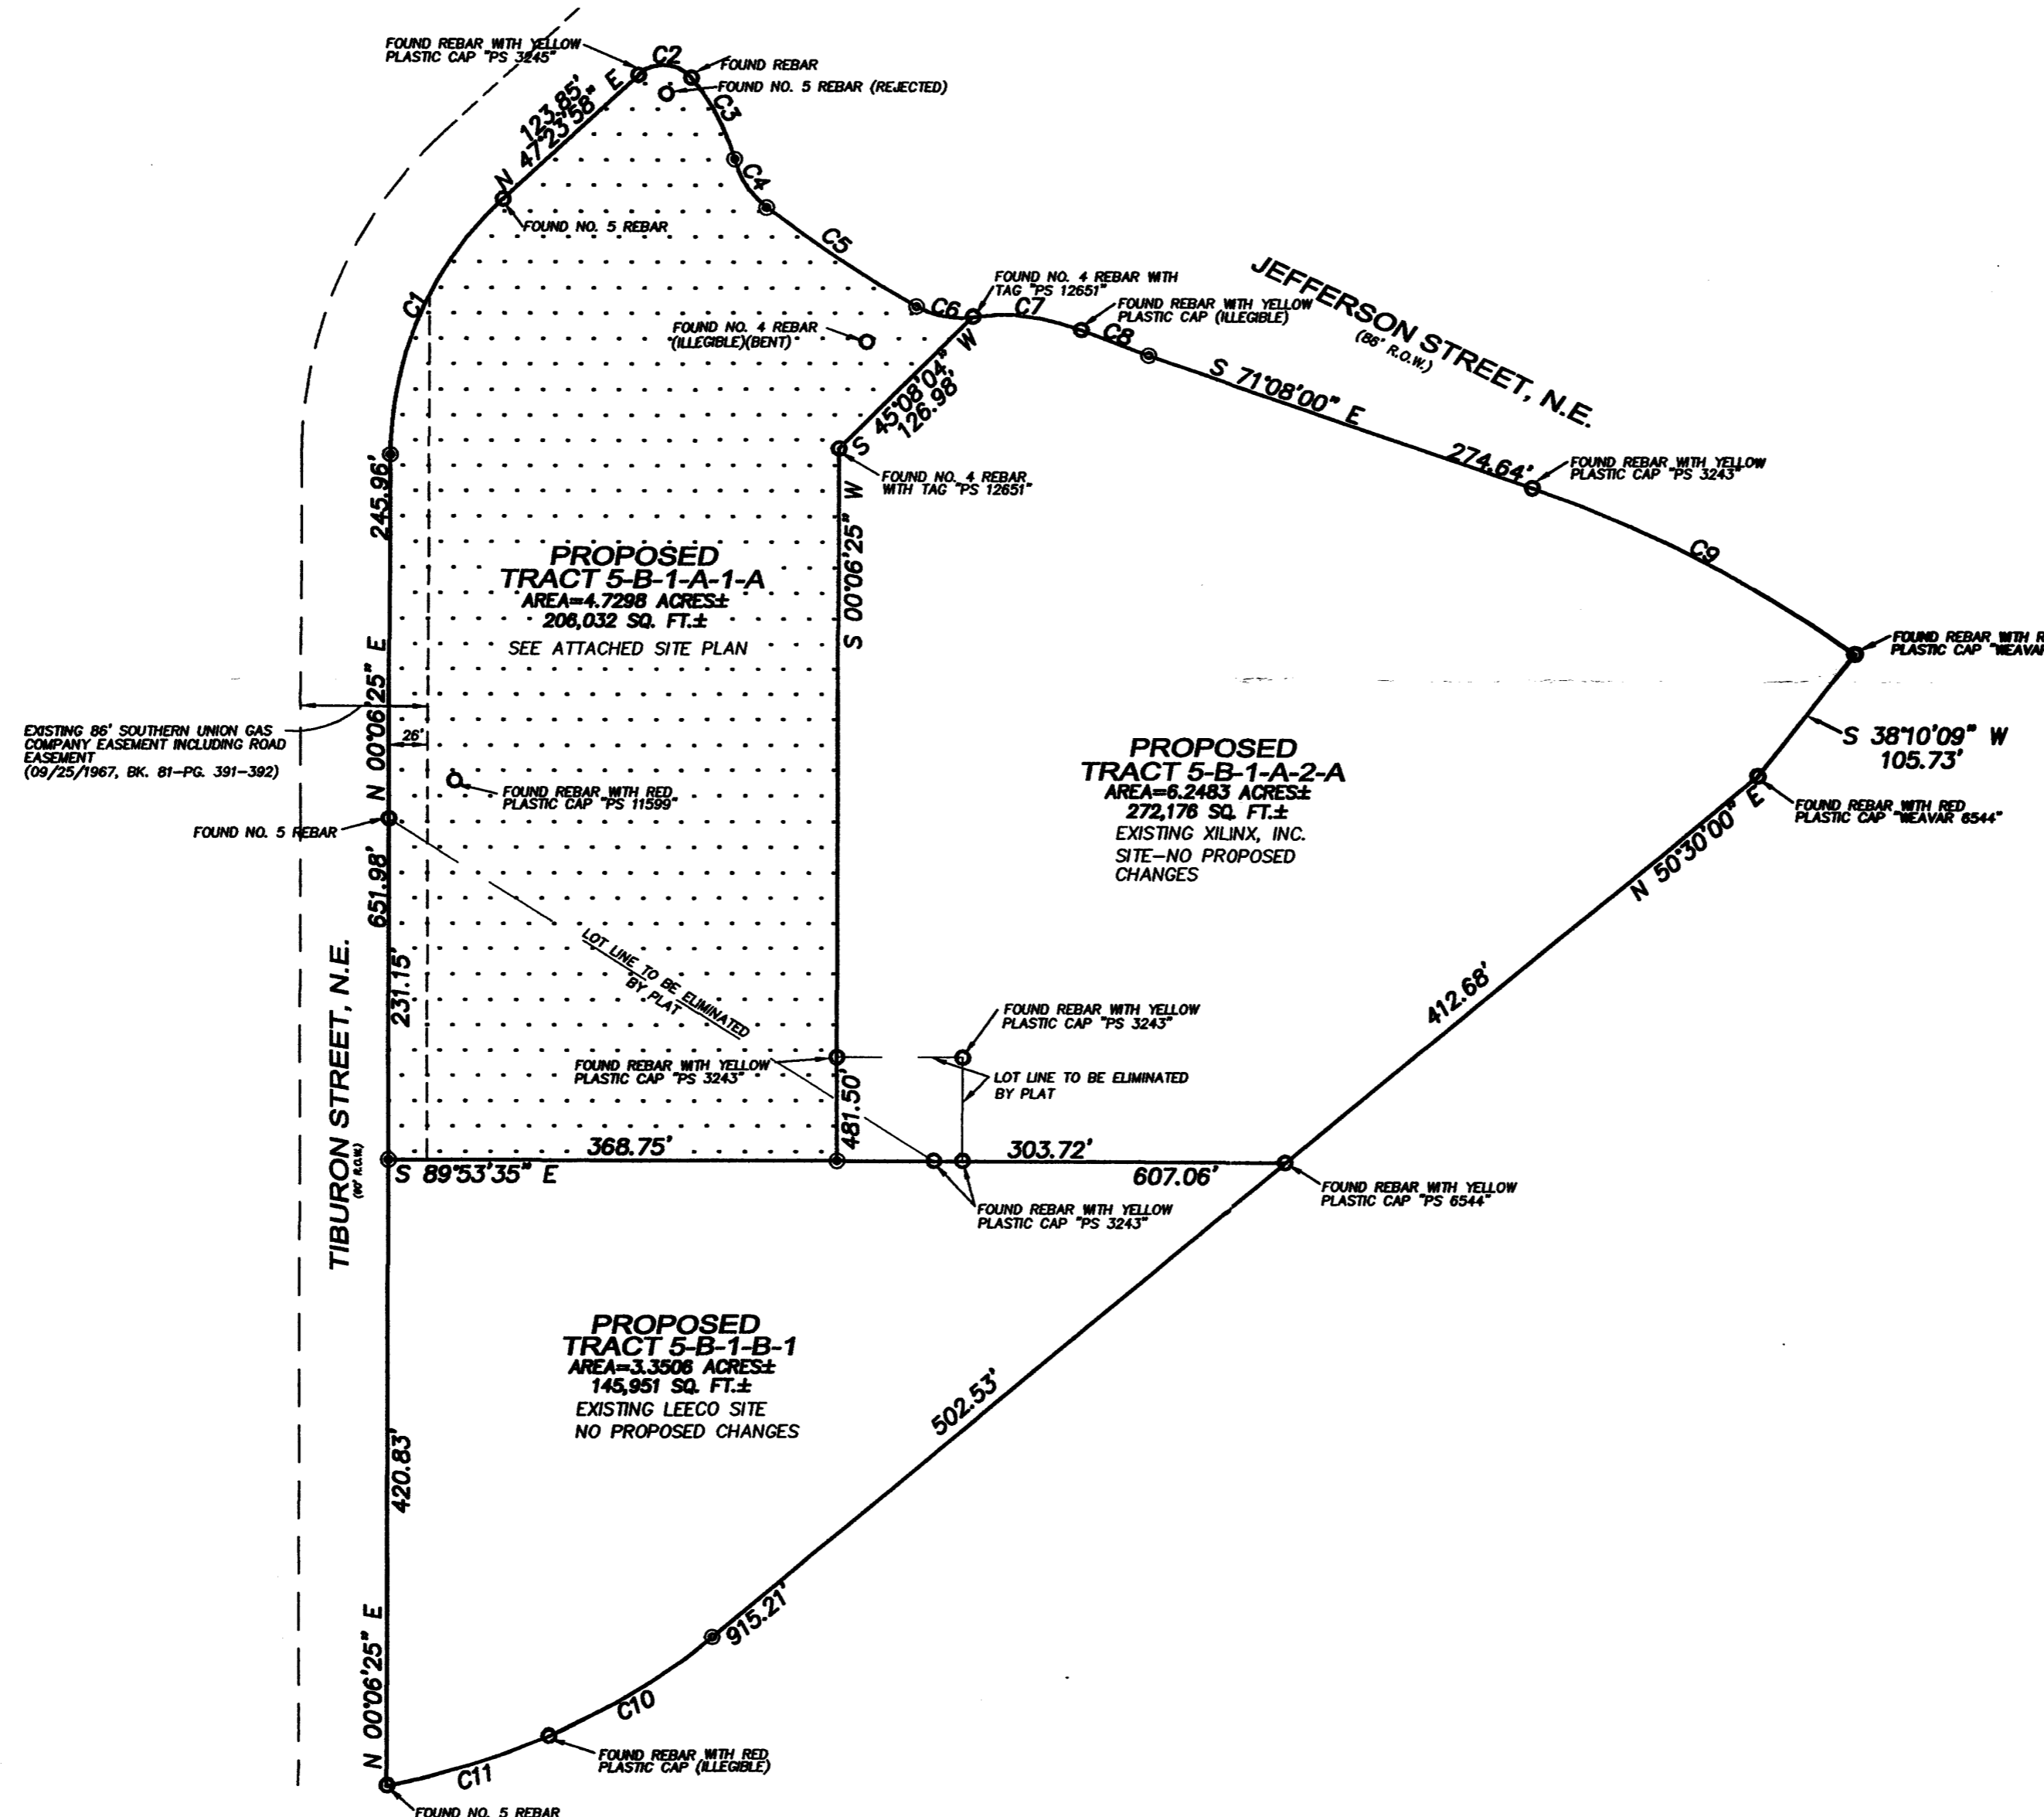 FOUND REBAR WITH YELLOW
PLASTIC CAP "PS 3245"
C2
FOUND REBAR
FOUND NO. 5 REBAR (REJECTED)
123.85'
N 47°23'58" E
C3
C4
FOUND NO. 5 REBAR
C5
C1
FOUND NO. 4 REBAR WITH
TAG "PS 12651"
C6
C7
FOUND REBAR WITH YELLOW
PLASTIC CAP (ILLEGIBLE)
C8
JEFFERSON STREET, N.E.
(86' R.O.W.)
FOUND NO. 4 REBAR
(ILLEGIBLE)(BENT)
S 45°08'04" W
126.98'
S 71°08'00" E
274.64'
FOUND REBAR WITH YELLOW
PLASTIC CAP "PS 3243"
FOUND NO. 4 REBAR
WITH TAG "PS 12651"
245.96'
S 00°06'25" W
C9
PROPOSED
TRACT 5-B-1-A-1-A
AREA=4.7298 ACRES±
206,032 SQ. FT.±
SEE ATTACHED SITE PLAN
FOUND REBAR WITH R
PLASTIC CAP "WEAVAR
S 38°10'09" W
105.73'
EXISTING 86' SOUTHERN UNION GAS
COMPANY EASEMENT INCLUDING ROAD
EASEMENT
(09/25/1967, BK. 81-PG. 391-392)
N 00°06'25" E
26'
FOUND REBAR WITH RED
PLASTIC CAP "PS 11599"
PROPOSED
TRACT 5-B-1-A-2-A
AREA=6.2483 ACRES±
272,176 SQ. FT.±
EXISTING XILINX, INC.
SITE-NO PROPOSED
CHANGES
FOUND REBAR WITH RED
PLASTIC CAP "WEAVAR 6544"
N 50°30'00" E
FOUND NO. 5 REBAR
651.98'
231.15'
LOT LINE TO BE ELIMINATED
BY PLAT
412.68'
TIBURON STREET, N.E.
(60' R.O.W.)
FOUND REBAR WITH YELLOW
PLASTIC CAP "PS 3243"
FOUND REBAR WITH YELLOW
PLASTIC CAP "PS 3243"
LOT LINE TO BE ELIMINATED
BY PLAT
481.50'
368.75'
303.72'
S 89°53'35" E
607.06'
FOUND REBAR WITH YELLOW
PLASTIC CAP "PS 6544"
FOUND REBAR WITH YELLOW
PLASTIC CAP "PS 3243"
PROPOSED
TRACT 5-B-1-B-1
AREA=3.3506 ACRES±
145,951 SQ. FT.±
EXISTING LEECO SITE
NO PROPOSED CHANGES
502.53'
420.83'
915.21'
N 00°06'25" E
C10
FOUND REBAR WITH RED
PLASTIC CAP (ILLEGIBLE)
C11
FOUND NO. 5 REBAR